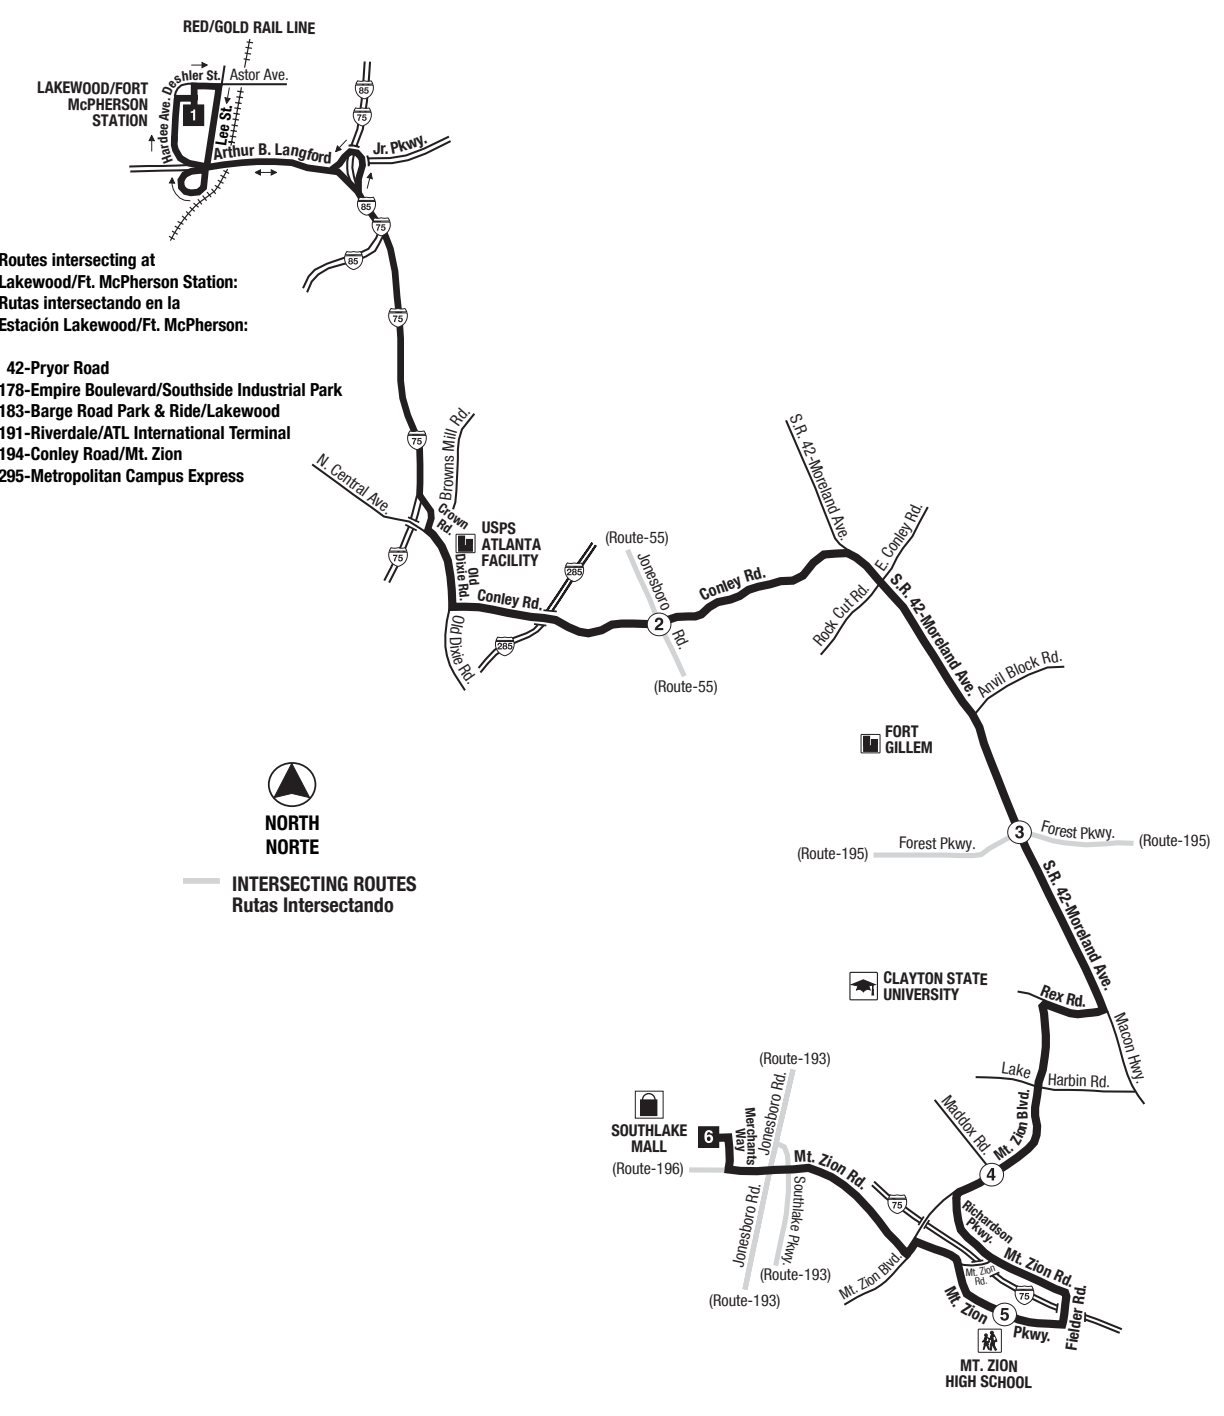 RED/GOLD RAIL LINE
LAKEWOOD/FORT
McPHERSON
STATION
Deshler St.
Astor Ave.
Hardee Ave.
1
Lee St.
Arthur B. Langford
Jr. Pkwy.
85
75
85
75
85
75
Routes intersecting at
Lakewood/Ft. McPherson Station:
Rutas intersectando en la
Estación Lakewood/Ft. McPherson:
42-Pryor Road
178-Empire Boulevard/Southside Industrial Park
183-Barge Road Park & Ride/Lakewood
191-Riverdale/ATL International Terminal
194-Conley Road/Mt. Zion
295-Metropolitan Campus Express
75
N. Central Ave.
Browns Mill Rd.
Crown
Rd.
75
USPS
ATLANTA
FACILITY
Old
Dixie Rd.
Conley Rd.
Old Dixie Rd.
285
285
(Route-55)
Jonesboro
Rd.
2
(Route-55)
Conley Rd.
S.R. 42-Moreland Ave.
E. Conley Rd.
Rock Cut Rd.
S.R. 42-Moreland Ave.
Anvil Block Rd.
FORT
GILLEM
NORTH
NORTE
INTERSECTING ROUTES
Rutas Intersectando
3
Forest Pkwy.
(Route-195)
Forest Pkwy.
(Route-195)
S.R. 42-Moreland Ave.
CLAYTON STATE
UNIVERSITY
Rex Rd.
Macon Hwy.
Lake
Harbin Rd.
Mt. Zion Blvd.
Maddox Rd.
4
(Route-193)
Jonesboro Rd.
SOUTHLAKE
MALL
6
Merchants
Way
(Route-196)
Mt. Zion Rd.
Jonesboro Rd.
Southlake Pkwy.
(Route-193)
(Route-193)
75
Richardson
Pkwy.
Mt. Zion Rd.
Mt. Zion
Rd.
Mt. Zion Blvd.
75
Mt. Zion
5
Pkwy.
Fielder Rd.
MT. ZION
HIGH SCHOOL